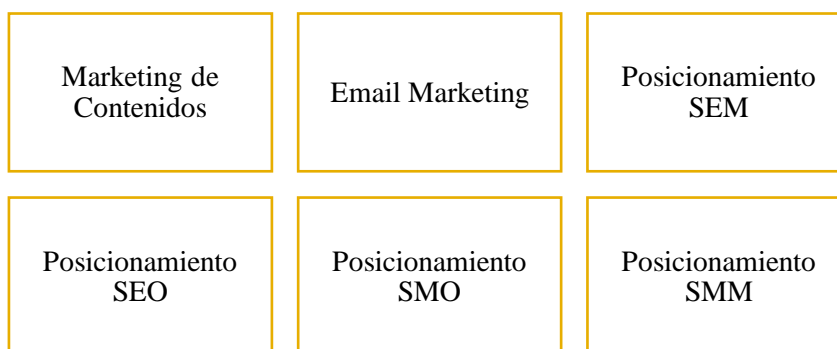 Marketing de
Contenidos
Email Marketing
Posicionamiento
SEM
Posicionamiento
SEO
Posicionamiento
SMO
Posicionamiento
SMM